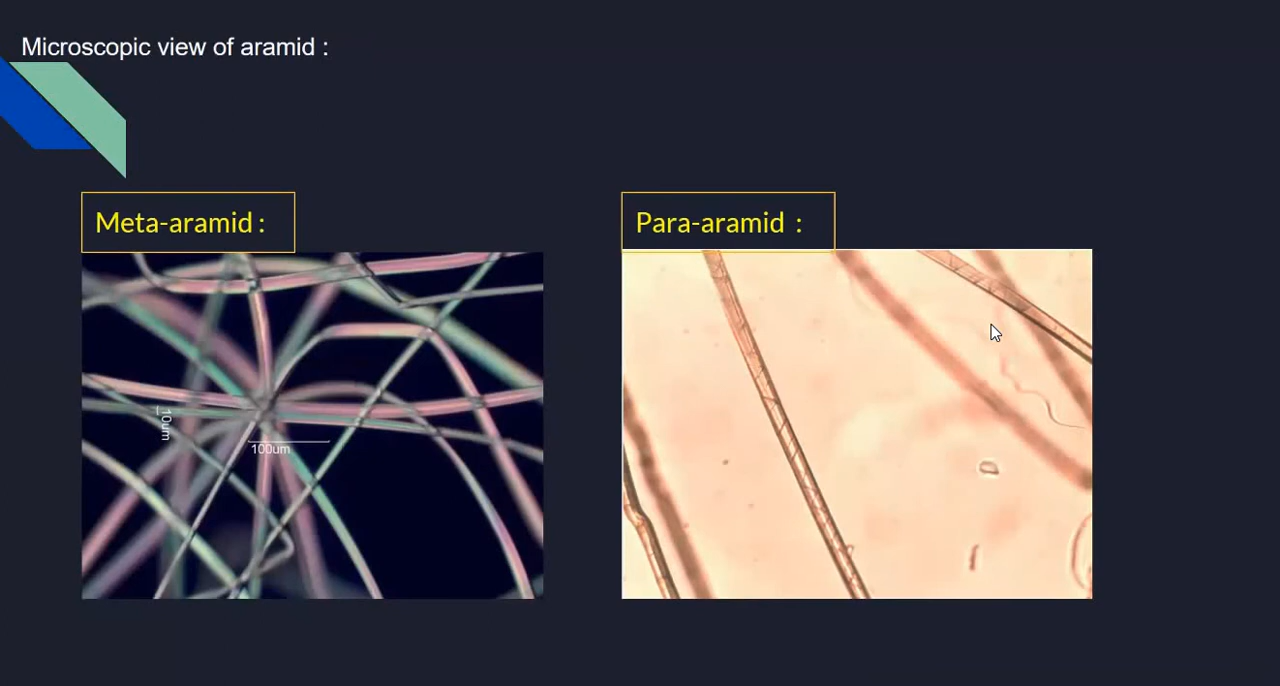 Microscopic view of aramid :
Meta-aramid :
Para-aramid :
10um
100um